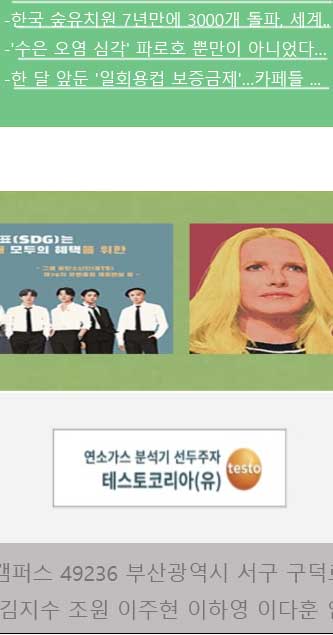 -한국 숲유치원 7년만에 3000개 돌파, 세계..
-'수은 오염 심각' 파로호 뿐만이 아니었다...
-한 달 앞둔 '일회용컵 보증금제'...카페들 ...
표(SDG)는
모두의 혜택을 위한
연소가스 분석기 선두주자
테스토코리아(유)
testo
캠퍼스 49236 부산광역시 서구 구덕로
김지수 조원 이주현 이하영 이다훈